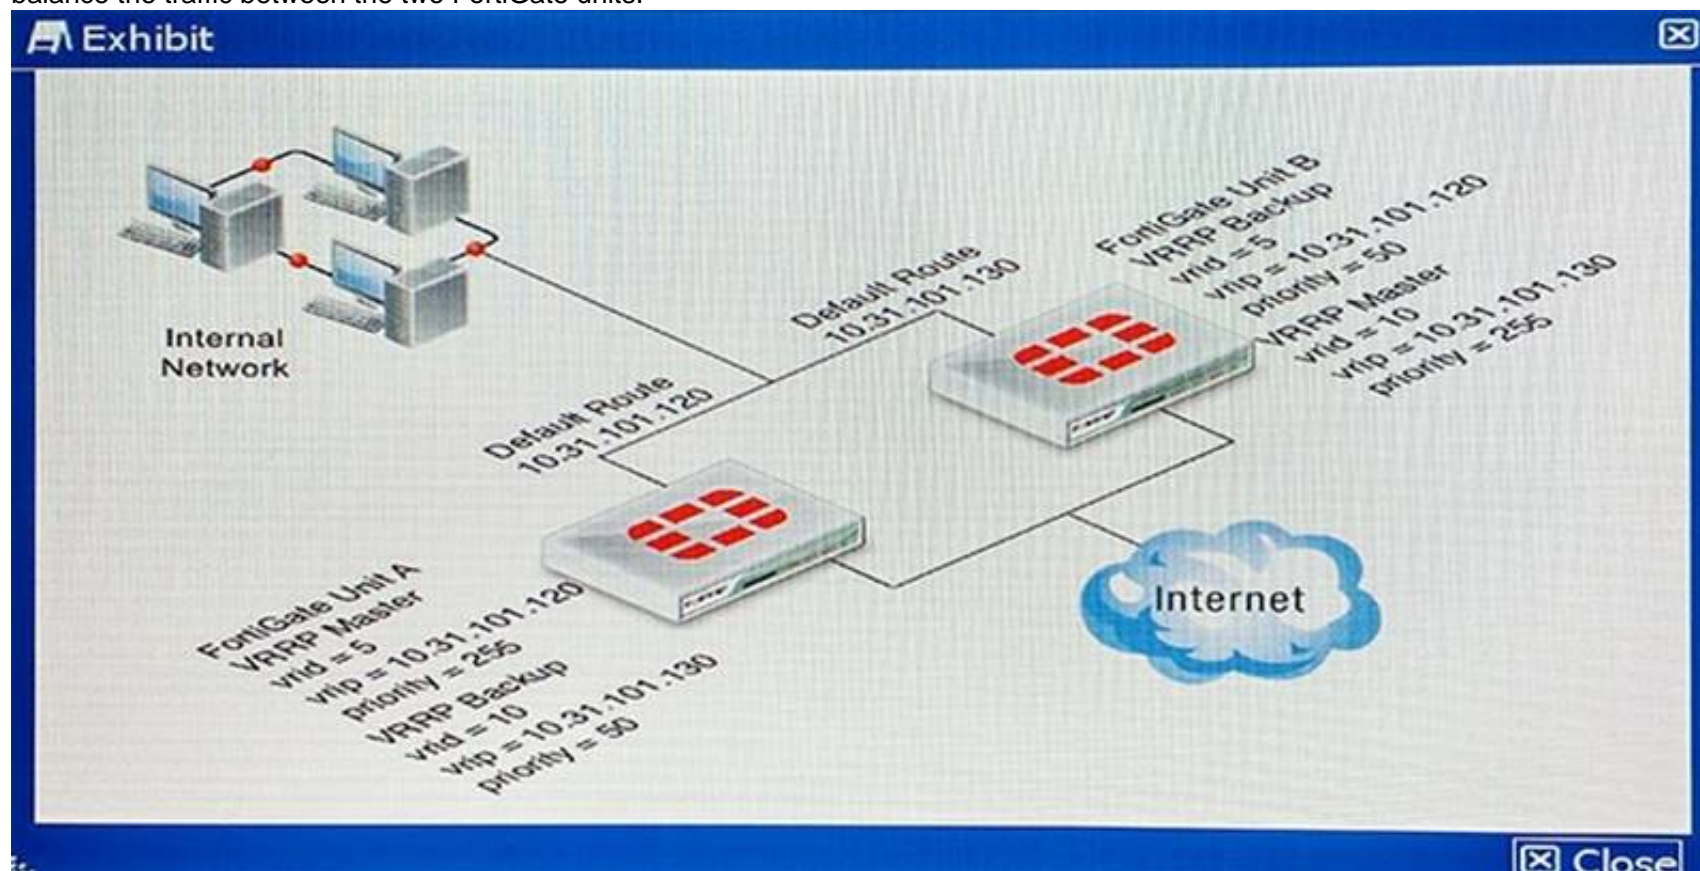 balance the traffic between the two FortiGate units.
Exhibit
Internal
Network
Default Route
10.31.101.130
FortiGate Unit B
VRRP Backup
vrid = 5
vrip = 10.31.101.120
priority = 50
VRRP Master
vrid = 10
vrip = 10.31.101.130
priority = 255
Default Route
10.31.101.120
FortiGate Unit A
VRRP Master
vrid = 5
vrip = 10.31.101.120
priority = 255
VRRP Backup
vrid = 10
vrip = 10.31.101.130
priority = 50
Internet
Close